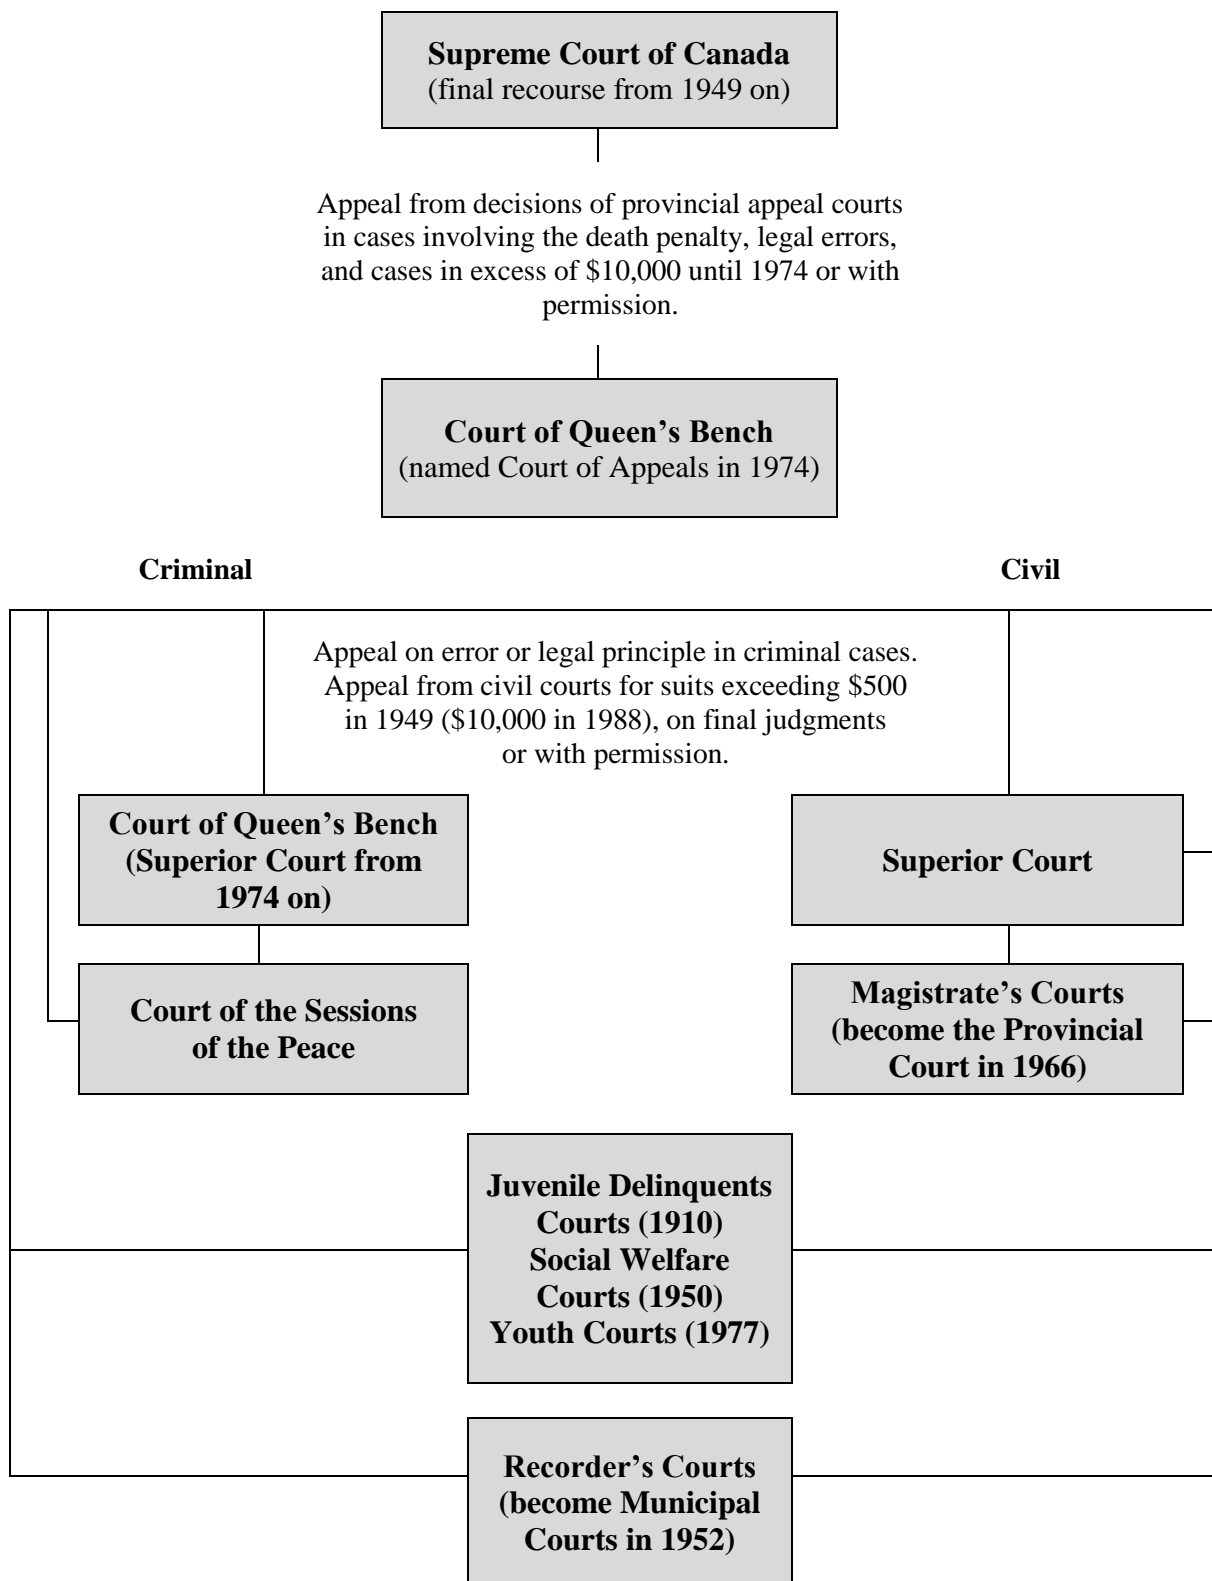 Supreme Court of Canada
(final recourse from 1949 on)
Appeal from decisions of provincial appeal courts
in cases involving the death penalty, legal errors,
and cases in excess of $10,000 until 1974 or with
permission.
Court of Queen’s Bench
(named Court of Appeals in 1974)
Criminal
Civil
Appeal on error or legal principle in criminal cases.
Appeal from civil courts for suits exceeding $500
in 1949 ($10,000 in 1988), on final judgments
or with permission.
Court of Queen’s Bench
(Superior Court from
1974 on)
Superior Court
Court of the Sessions
of the Peace
Magistrate’s Courts
(become the Provincial
Court in 1966)
Juvenile Delinquents
Courts (1910)
Social Welfare
Courts (1950)
Youth Courts (1977)
Recorder’s Courts
(become Municipal
Courts in 1952)